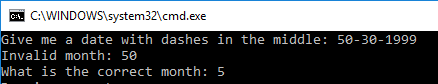 C:\WINDOWS\system32\cmd.exe
Give me a date with dashes in the middle: 50-30-1999
Invalid month: 50
What is the correct month: 5